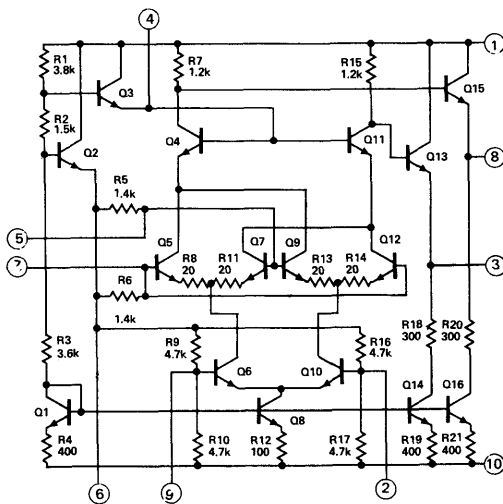 4
1
R1
3.8k
R7
1.2k
R15
1.2k
Q3
Q15
R2
1.5k
Q2
Q4
Q11
Q13
8
R5
1.4k
5
Q5
R8
20
R11
20
Q7
Q9
R13
20
R14
20
Q12
7
3
R6
1.4k
R18
300
R20
300
R3
3.6k
R9
4.7k
R16
4.7k
Q6
Q10
Q1
Q8
Q14
Q16
R4
400
R10
4.7k
R12
100
R17
4.7k
R19
400
R21
400
10
6
9
2